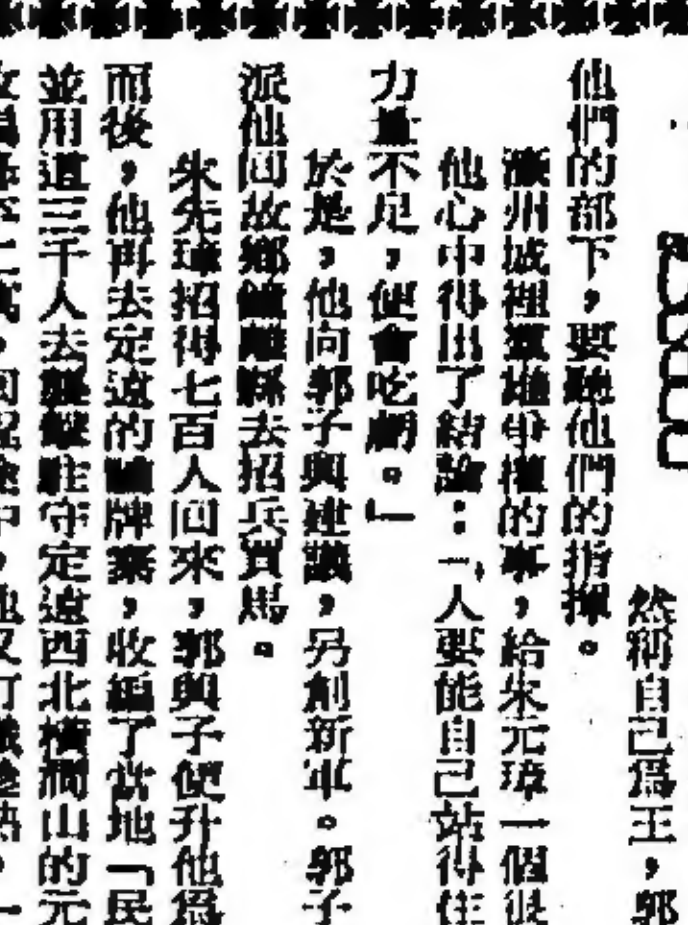 然稱自己爲王，郭
他們的部下，要聽他們的指揮。
濠州城裡羣雄爭權的事，給朱元璋一個很
他心中得出了結論：「人要能自己站得住
力量不足，便會吃虧。」
於是，他向郭子興建議，另創新軍。郭子
派他回故鄉鍾離縣去招兵買馬。
朱先璋招得七百人回來，郭興子便升他爲
而後，他再去定遠的驢牌寨，收編了當地「民
並用這三千人去襲擊駐守定遠西北橫澗山的元